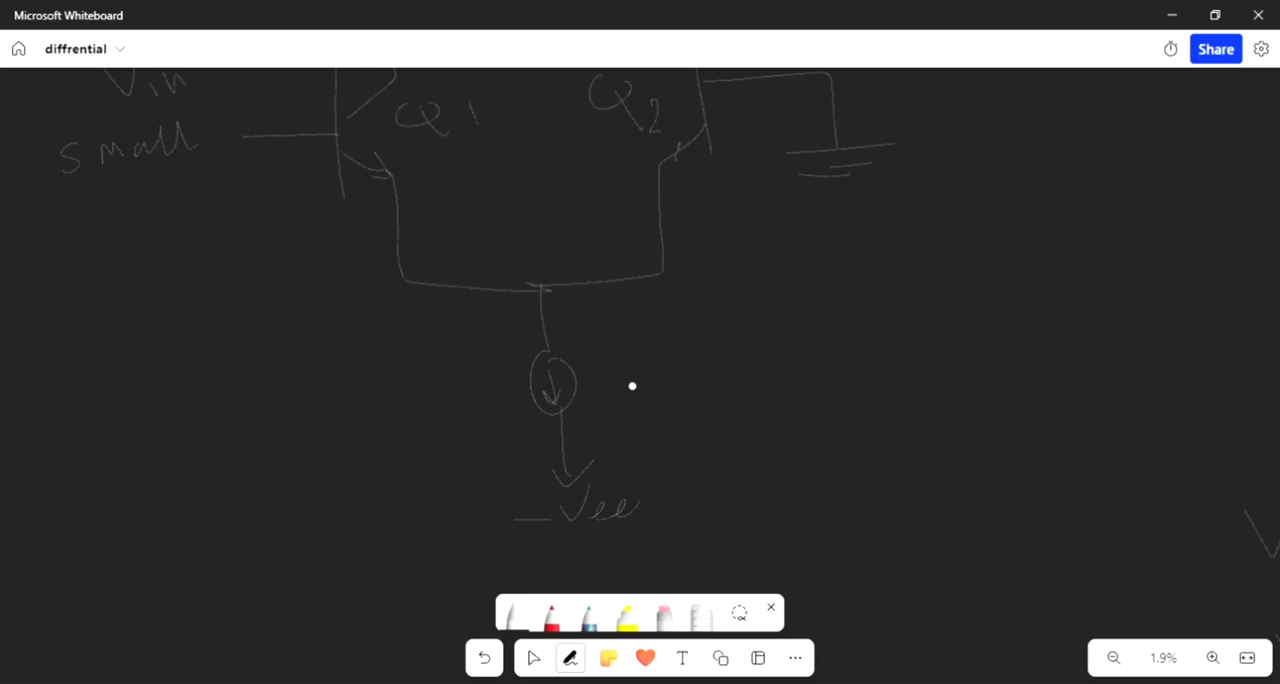 Microsoft Whiteboard
diffrential
Share
Vin
small
Q1
Q2
-Vee
V
1.9%